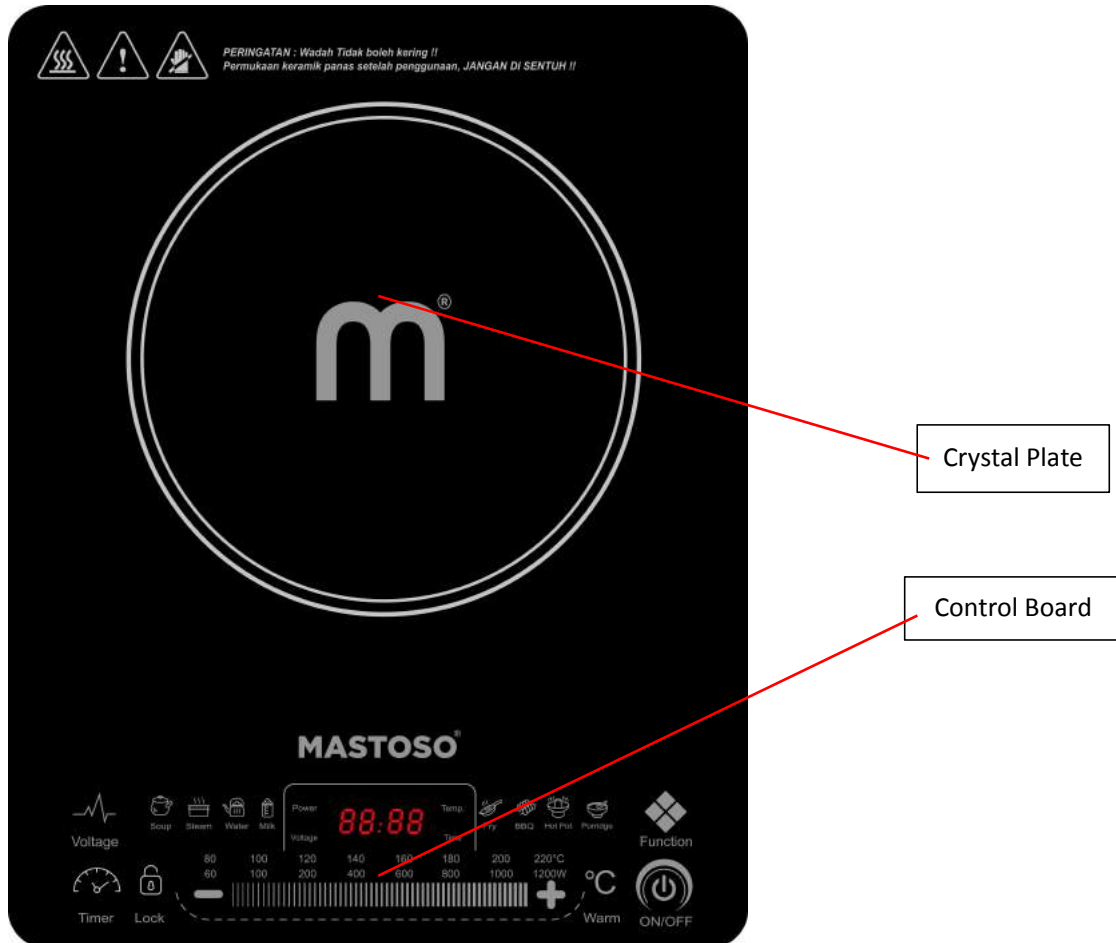 PERINGATAN : Wadah Tidak boleh kering !!
Permukaan keramik panas setelah penggunaan, JANGAN DI SENTUH !!
m®
Crystal Plate
Control Board
MASTOSO®
Voltage
Soup Steam Water Milk
Power Temp.
88:88
Voltage Time
Fry BBQ Hot Pot Porridge
Function
80 100 120 140 160 180 200 220°C
60 100 200 400 600 800 1000 1200W
Timer Lock
°C
Warm
ON/OFF